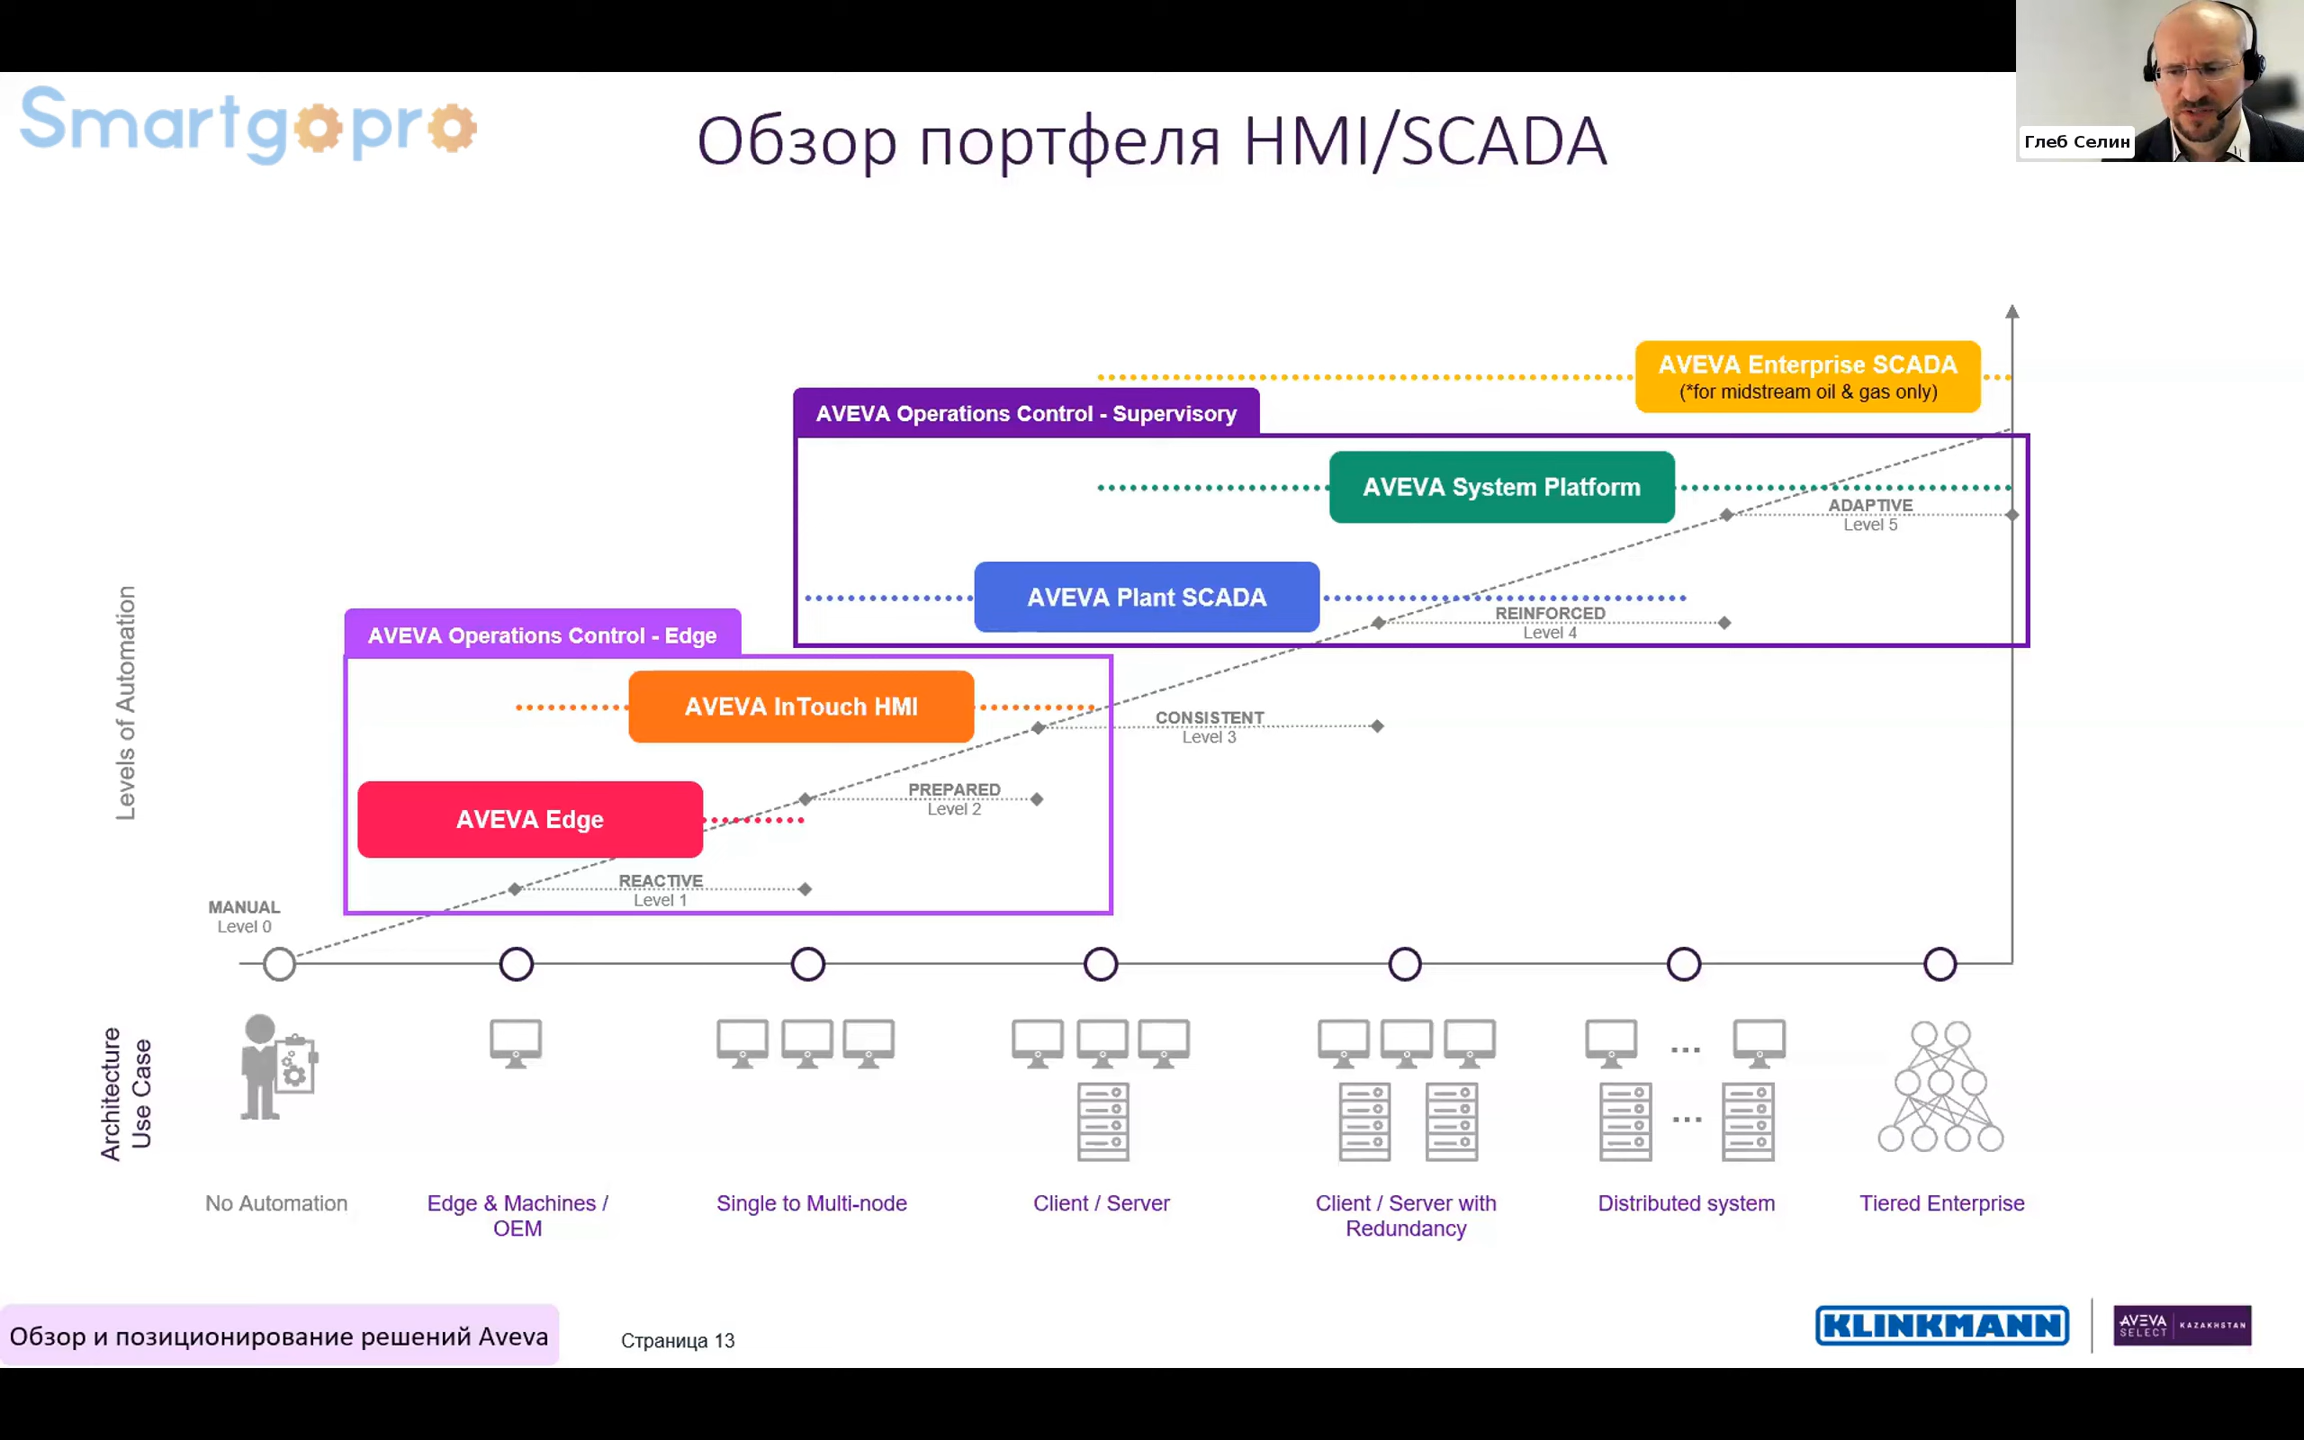 Smartgopro
Обзор портфеля HMI/SCADA
Глеб Селин
AVEVA Enterprise SCADA
(*for midstream oil & gas only)
AVEVA Operations Control - Supervisory
AVEVA System Platform
ADAPTIVE
Level 5
AVEVA Plant SCADA
REINFORCED
Level 4
AVEVA Operations Control - Edge
AVEVA InTouch HMI
CONSISTENT
Level 3
Levels of Automation
AVEVA Edge
PREPARED
Level 2
REACTIVE
Level 1
MANUAL
Level 0
Architecture
Use Case
No Automation
Edge & Machines /
OEM
Single to Multi-node
Client / Server
Client / Server with
Redundancy
Distributed system
Tiered Enterprise
Обзор и позиционирование решений Aveva
Страница 13
KLINKMANN
AVEVA
SELECT
KAZAKHSTAN